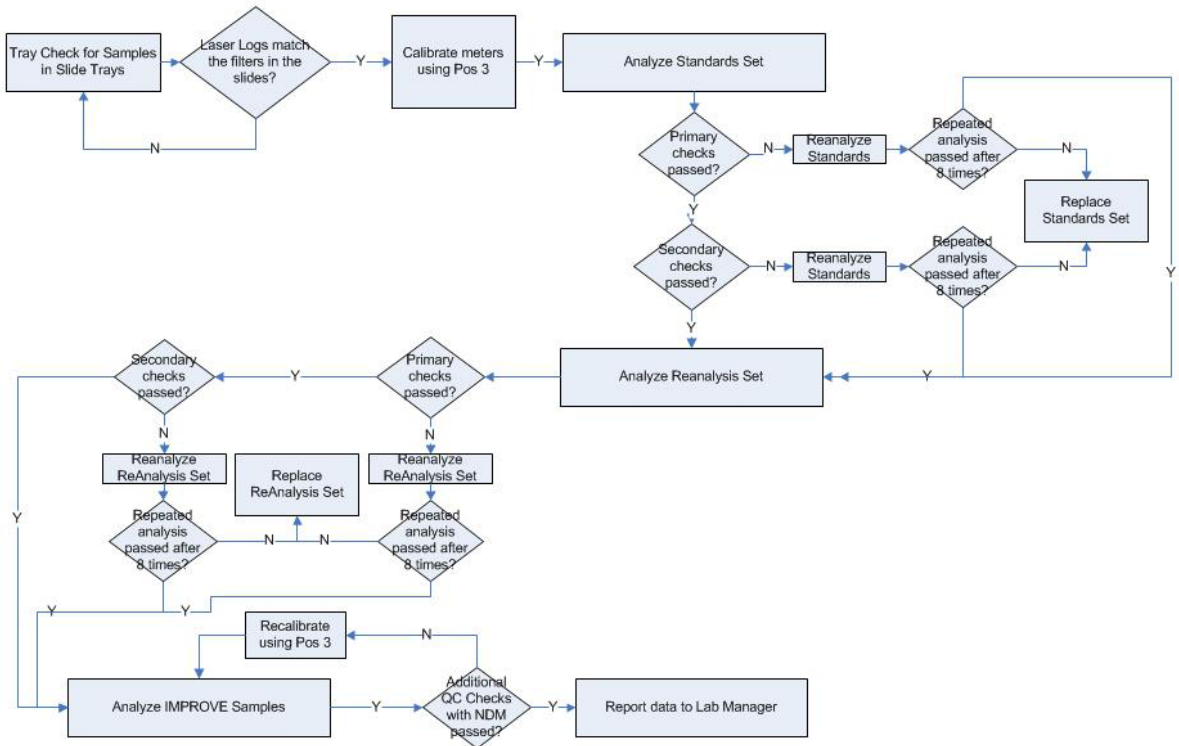 Tray Check for Samples
in Slide Trays
Laser Logs match
the filters in the
slides?
Y
N
Calibrate meters
using Pos 3
Y
Analyze Standards Set
Primary
checks
passed?
N
Reanalyze
Standards
Repeated
analysis
passed after
8 times?
N
Replace
Standards Set
Y
Y
Secondary
checks
passed?
N
Reanalyze
Standards
Repeated
analysis
passed after
8 times?
N
Y
Y
Analyze Reanalysis Set
Primary
checks
passed?
Y
Secondary
checks
passed?
N
N
Reanalyze
ReAnalysis Set
Replace
ReAnalysis Set
Reanalyze
ReAnalysis Set
Y
Repeated
analysis
passed after
8 times?
N
N
Repeated
analysis
passed after
8 times?
Y
Y
Recalibrate
using Pos 3
N
Analyze IMPROVE Samples
Y
Additional
QC Checks
with NDM
passed?
Y
Report data to Lab Manager